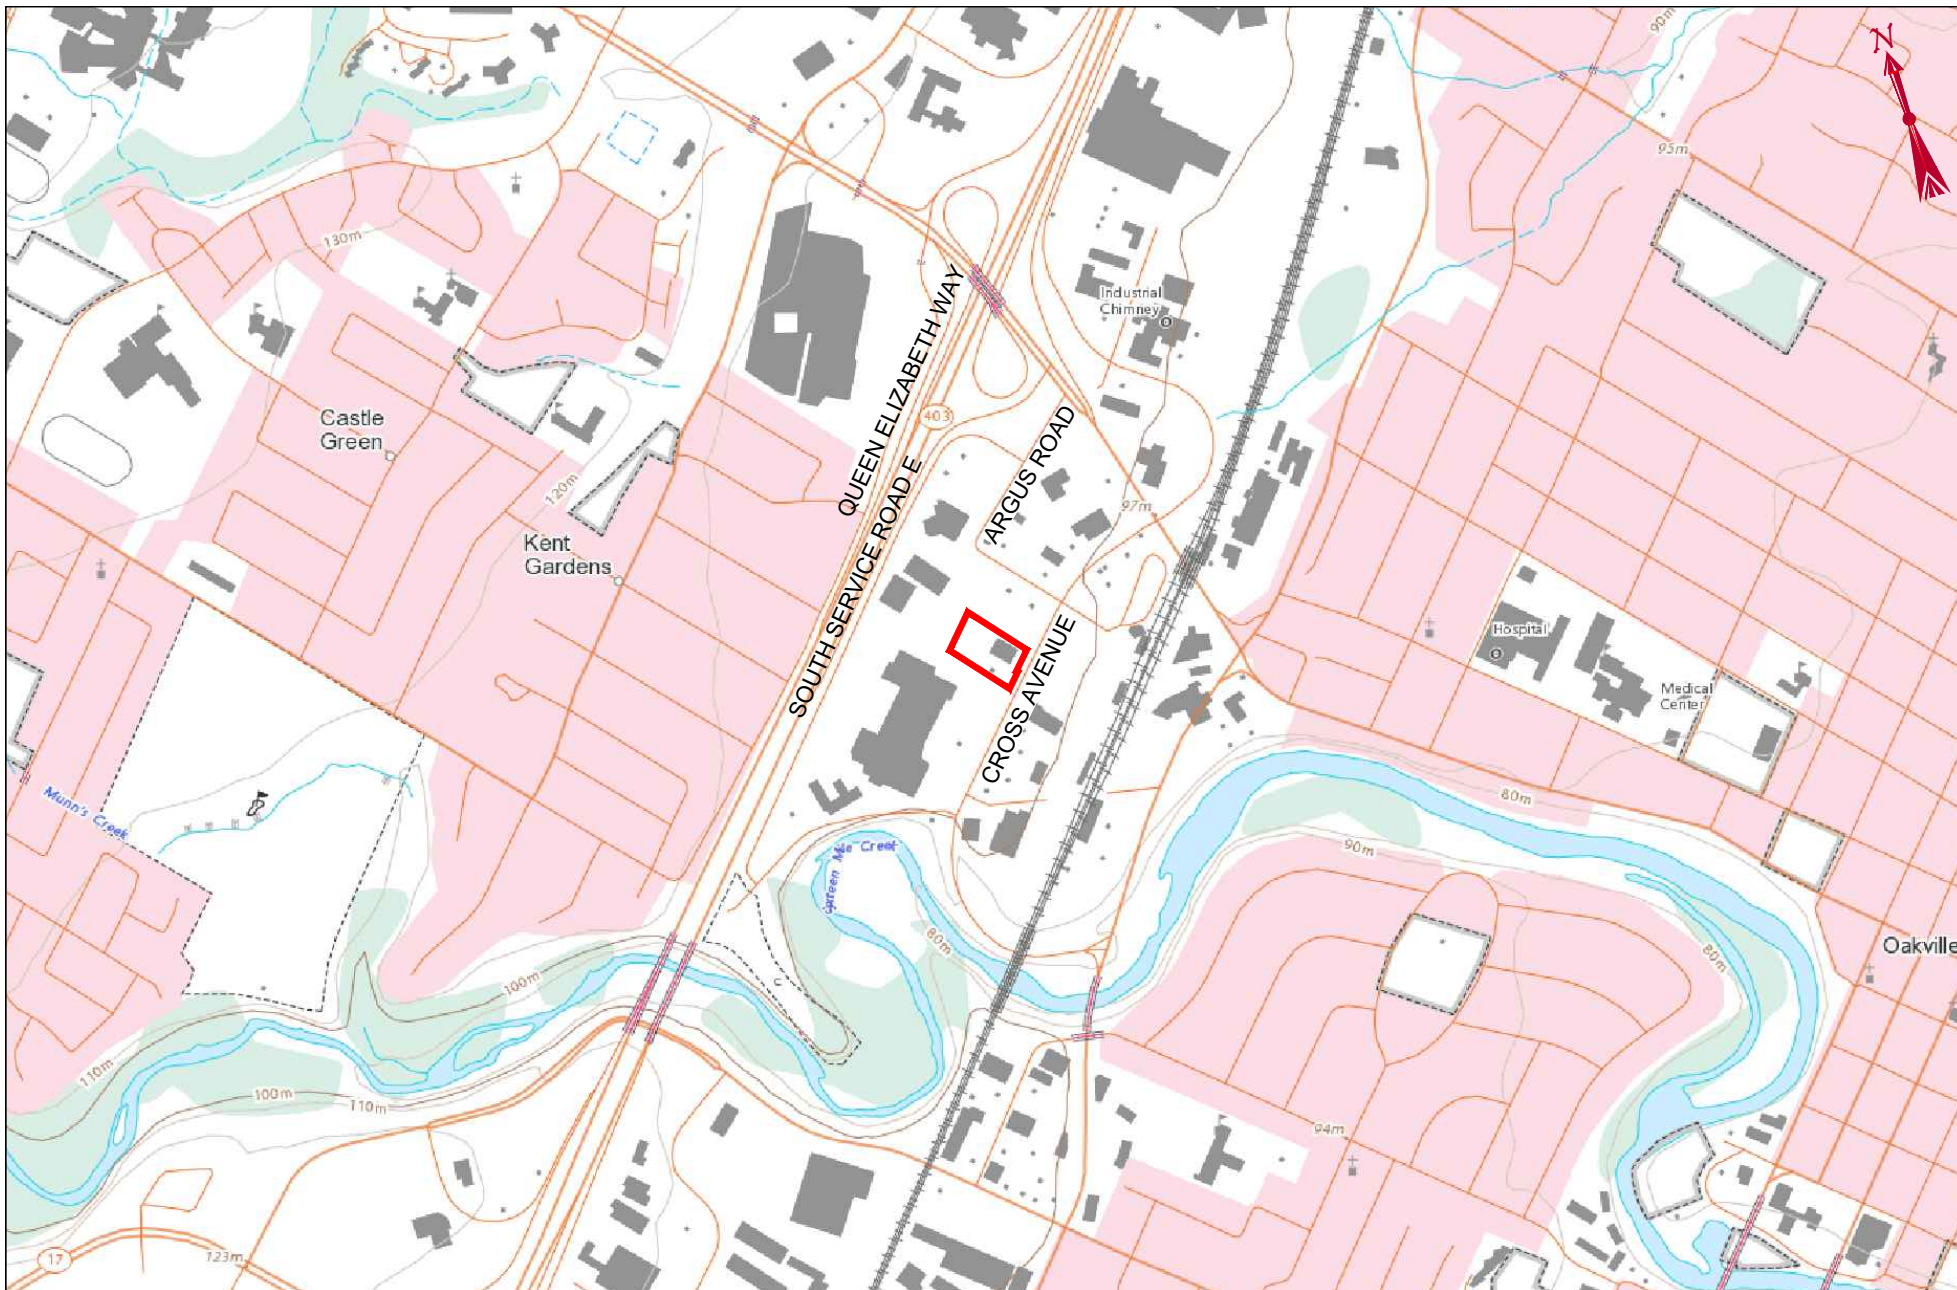 N
90m
95m
130m
Industrial
Chimney
QUEEN ELIZABETH WAY
403
Castle
Green
ARGUS ROAD
120m
SOUTH SERVICE ROAD E
97m
Kent
Gardens
Hospital
CROSS AVENUE
Medical
Center
Munn's Creek
80m
Creek
90m
80m
80m
Oakville
100m
110m
100m
110m
94m
17
123m